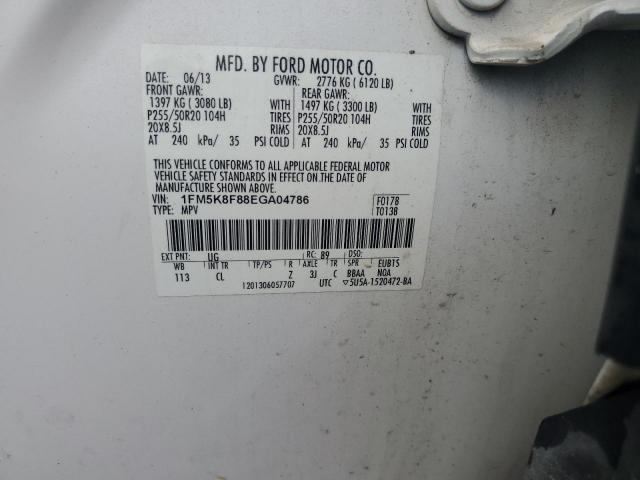 MFD. BY FORD MOTOR CO.
DATE: 06/13 GVWR: 2776 KG ( 6120 LB)
FRONT GAWR: REAR GAWR:
1397 KG ( 3080 LB) WITH 1497 KG ( 3300 LB) WITH
P255/50R20 104H TIRES P255/50R20 104H TIRES
20X8.5J RIMS 20X8.5J RIMS
AT 240 kPa/ 35 PSI COLD AT 240 kPa/ 35 PSI COLD
THIS VEHICLE CONFORMS TO ALL APPLICABLE FEDERAL MOTOR
VEHICLE SAFETY STANDARDS IN EFFECT ON THE DATE OF
MANUFACTURE SHOWN ABOVE.
VIN: 1FM5K8F88EGA04786 F0178
TYPE: MPV T0138
EXT PNT: UG RC: 89 DSO:
WB INT TR TP/PS R AXLE TR SPR EUB15
113 CL Z 3J C BBAA NQA
1201306057707 UTC ▽5U5A-1520472-BA